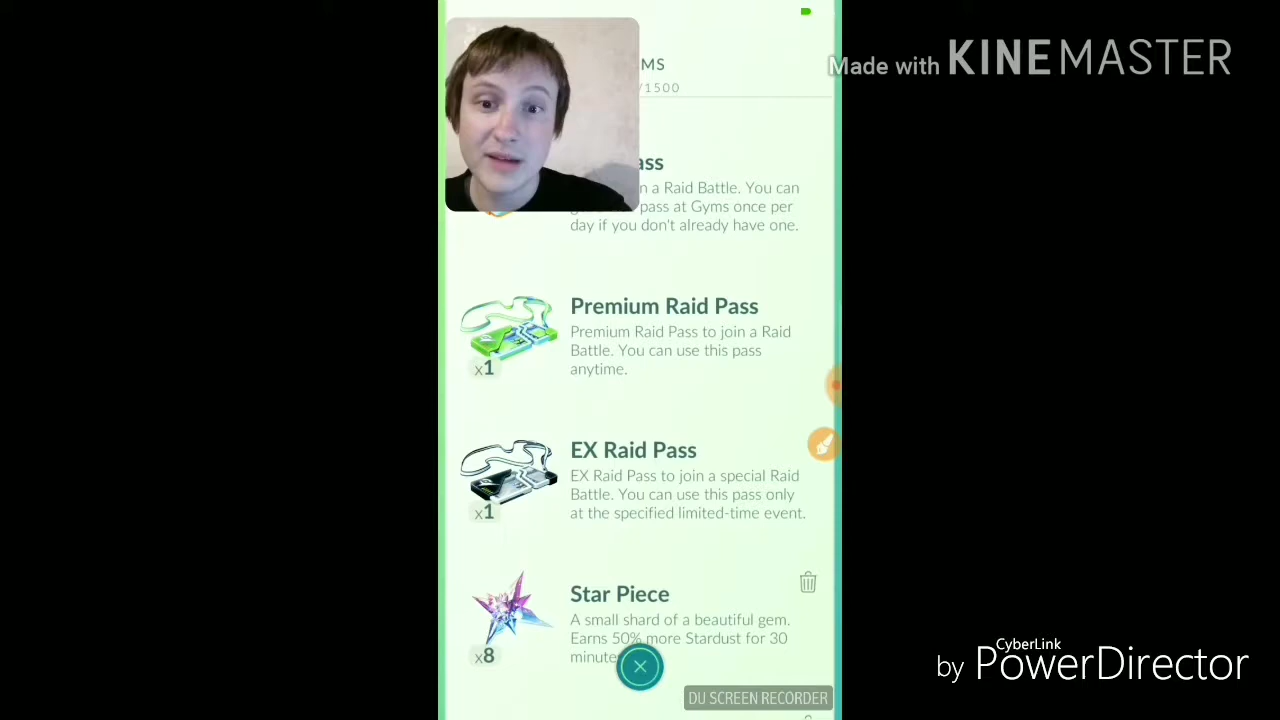 MS
/1500
Made with KINEMASTER
ass
n a Raid Battle. You can
pass at Gyms once per
day if you don't already have one.
Premium Raid Pass
Premium Raid Pass to join a Raid
Battle. You can use this pass
anytime.
x1
EX Raid Pass
EX Raid Pass to join a special Raid
Battle. You can use this pass only
at the specified limited-time event.
x1
Star Piece
A small shard of a beautiful gem.
Earns 50% more Stardust for 30
minute
x8
CyberLink
by PowerDirector
DU SCREEN RECORDER